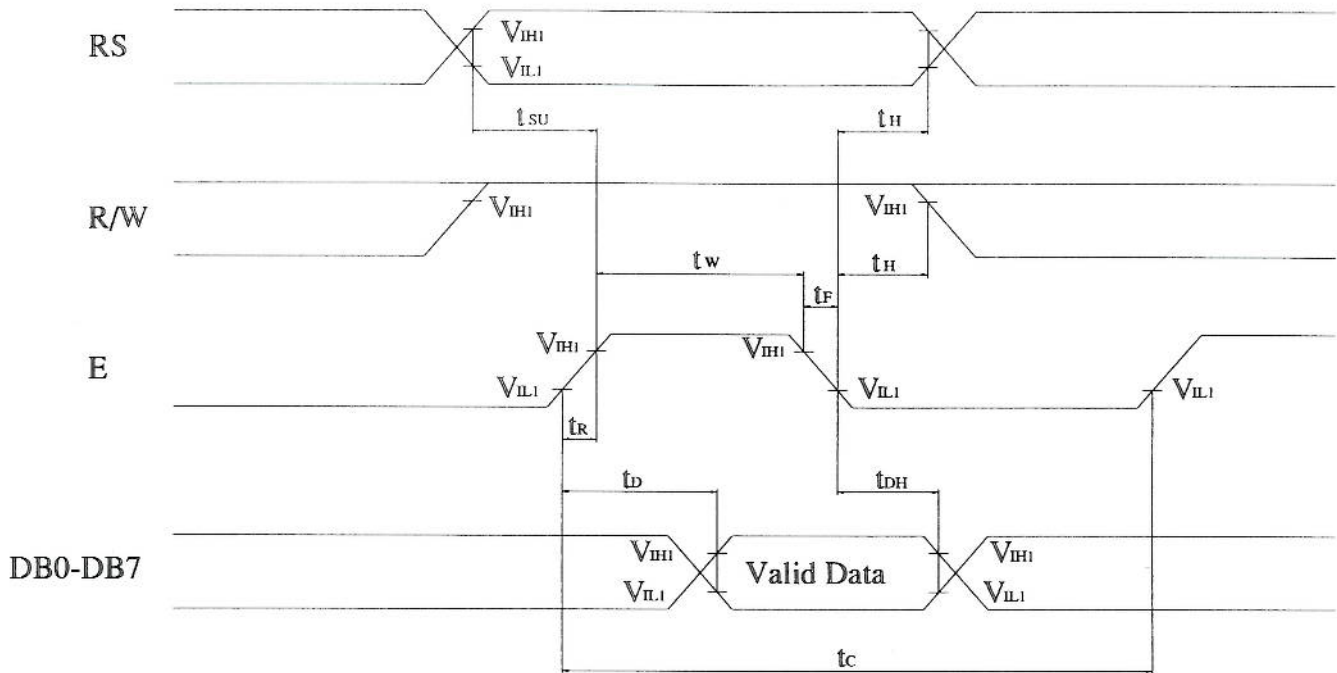 RS
VIH1
VIL1
tSU
tH
R/W
VIH1
VIH1
tW
tH
tF
E
VIH1
VIH1
VIL1
VIL1
VIL1
tR
tD
tDH
DB0-DB7
VIH1
VIH1
Valid Data
VIL1
VIL1
tC